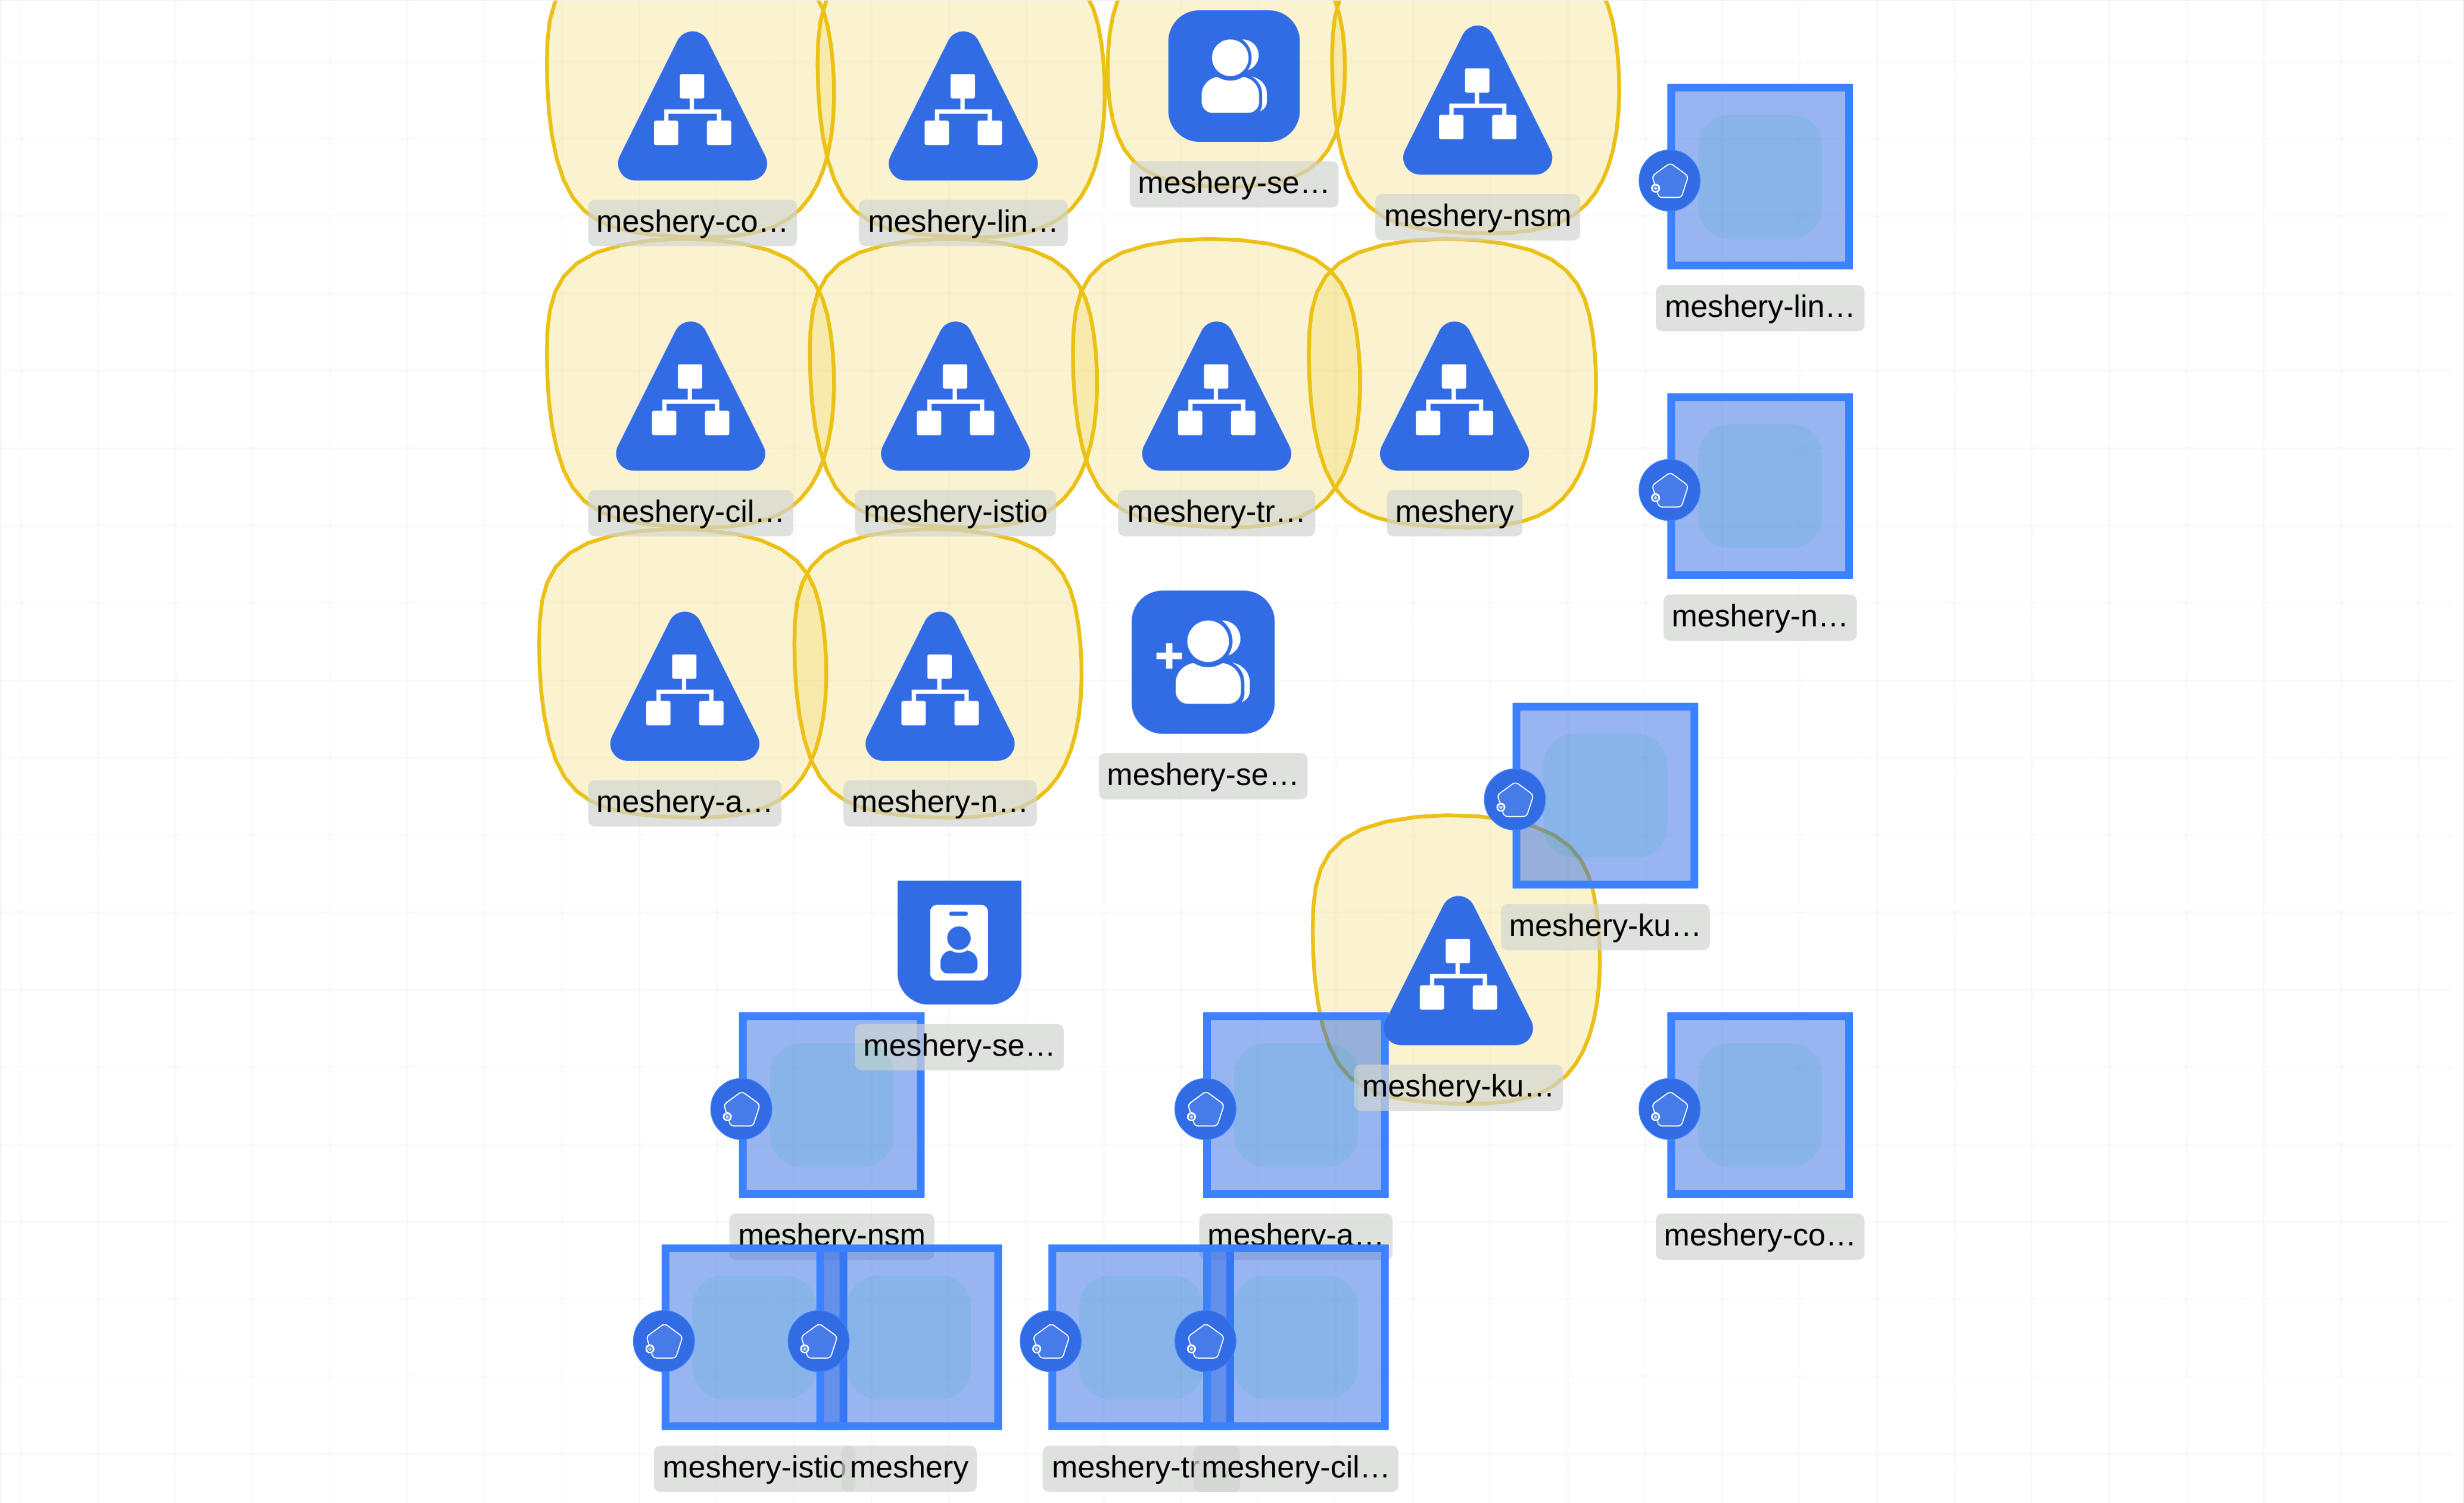 meshery-co…
meshery-lin…
meshery-se…
meshery-nsm
meshery-lin…
meshery-cil…
meshery-istio
meshery-tr…
meshery
meshery-n…
meshery-a…
meshery-n…
meshery-se…
meshery-ku…
meshery-se…
meshery-ku…
meshery-nsm
meshery-a…
meshery-co…
meshery-istio
meshery
meshery-tr
meshery-cil…